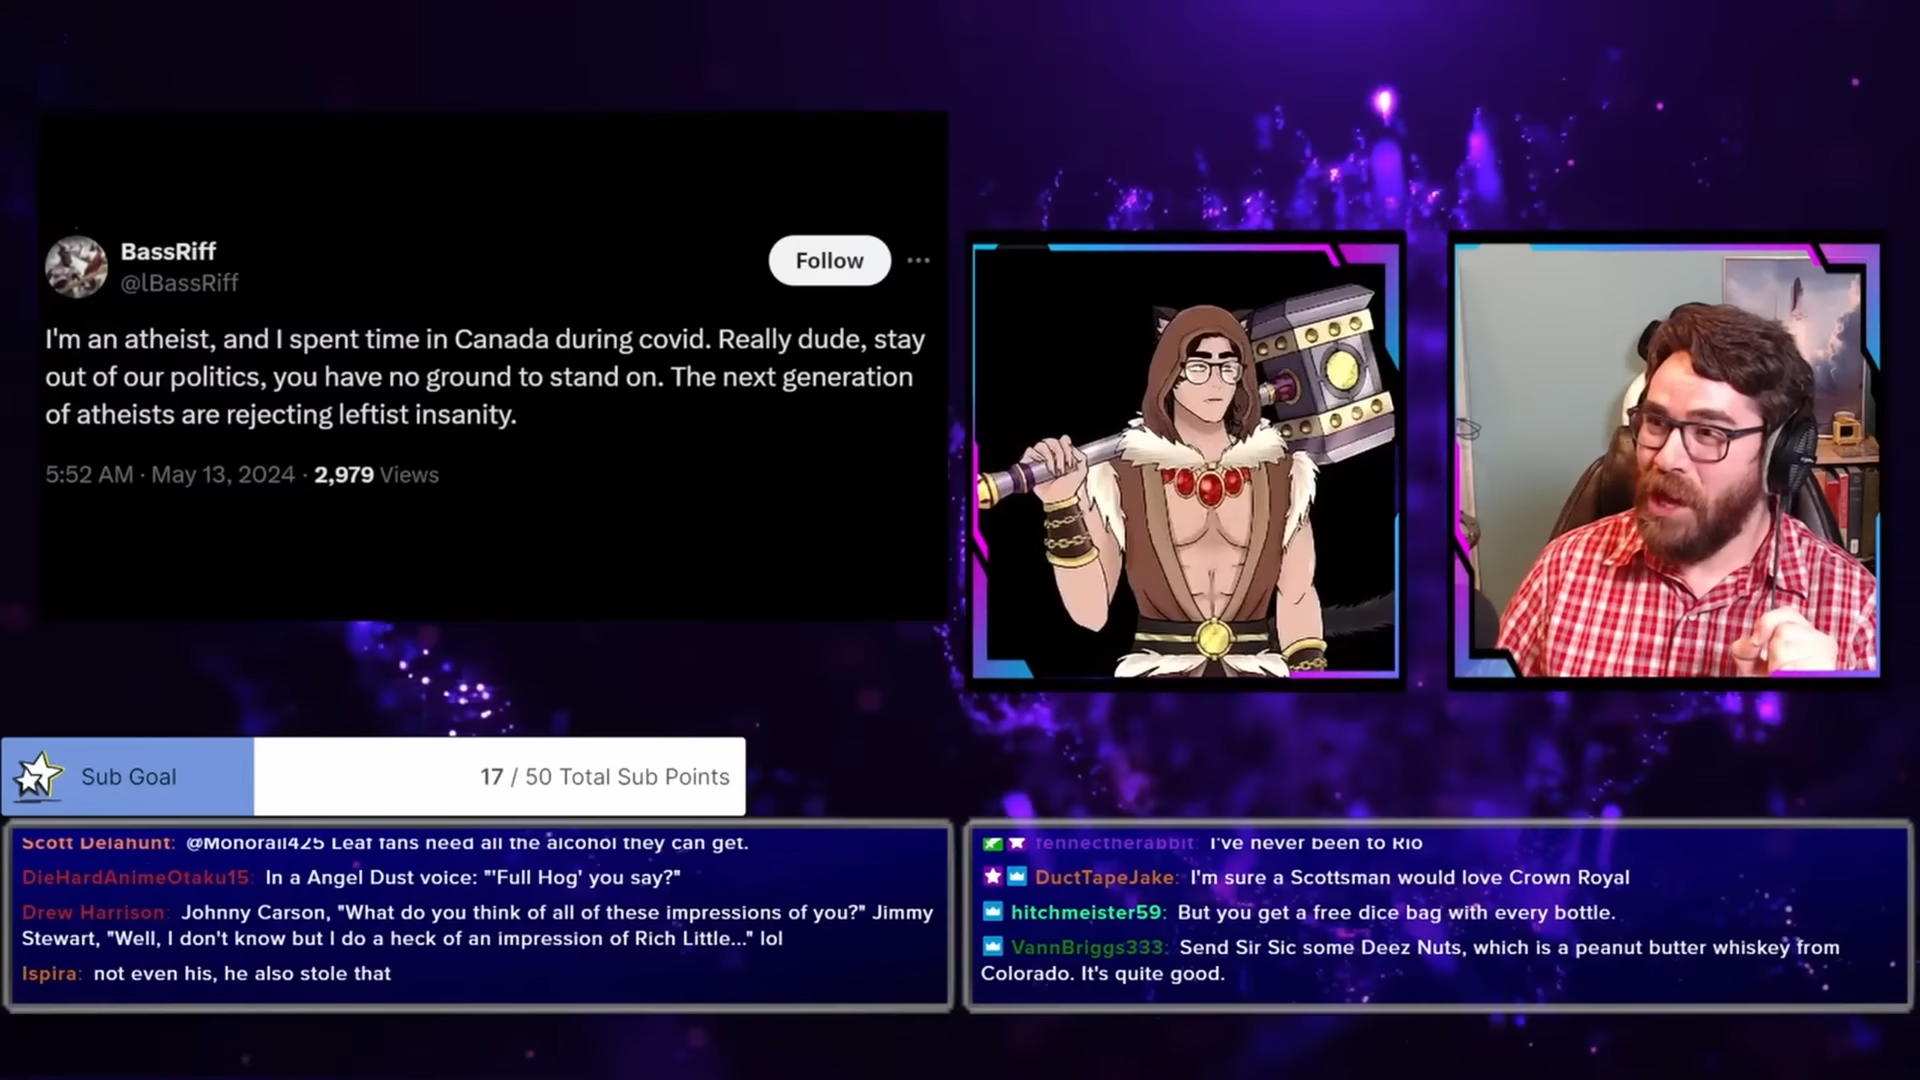 BassRiff
@lBassRiff
Follow
I'm an atheist, and I spent time in Canada during covid. Really dude, stay
out of our politics, you have no ground to stand on. The next generation
of atheists are rejecting leftist insanity.
5:52 AM · May 13, 2024 · 2,979 Views
Sub Goal
17 / 50 Total Sub Points
Scott Delahunt: @Monorail425 Leaf fans need all the alcohol they can get.
DieHardAnimeOtaku15: In a Angel Dust voice: "'Full Hog' you say?"
Drew Harrison: Johnny Carson, "What do you think of all of these impressions of you?" Jimmy
Stewart, "Well, I don't know but I do a heck of an impression of Rich Little..." lol
Ispira: not even his, he also stole that
fennectherabbit: I've never been to Rio
DuctTapeJake: I'm sure a Scottsman would love Crown Royal
hitchmeister59: But you get a free dice bag with every bottle.
VannBriggs333: Send Sir Sic some Deez Nuts, which is a peanut butter whiskey from
Colorado. It's quite good.